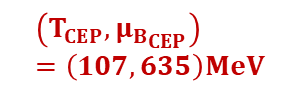 (T_CEP, μ_B_CEP)
= (107, 635)MeV